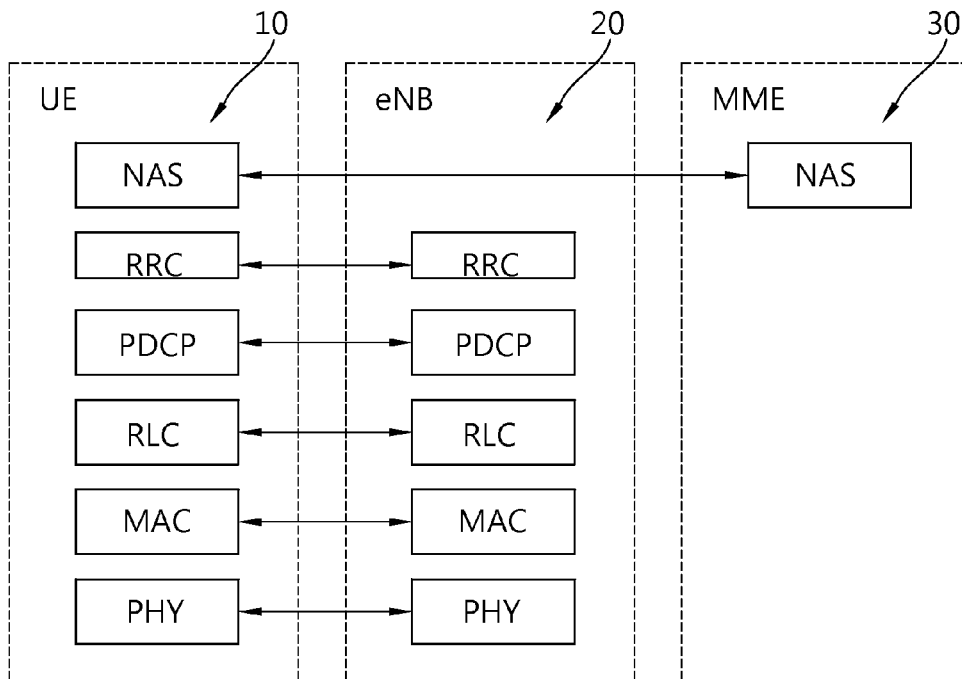 10 20 30
UE eNB MME
NAS NAS
RRC RRC
PDCP PDCP
RLC RLC
MAC MAC
PHY PHY